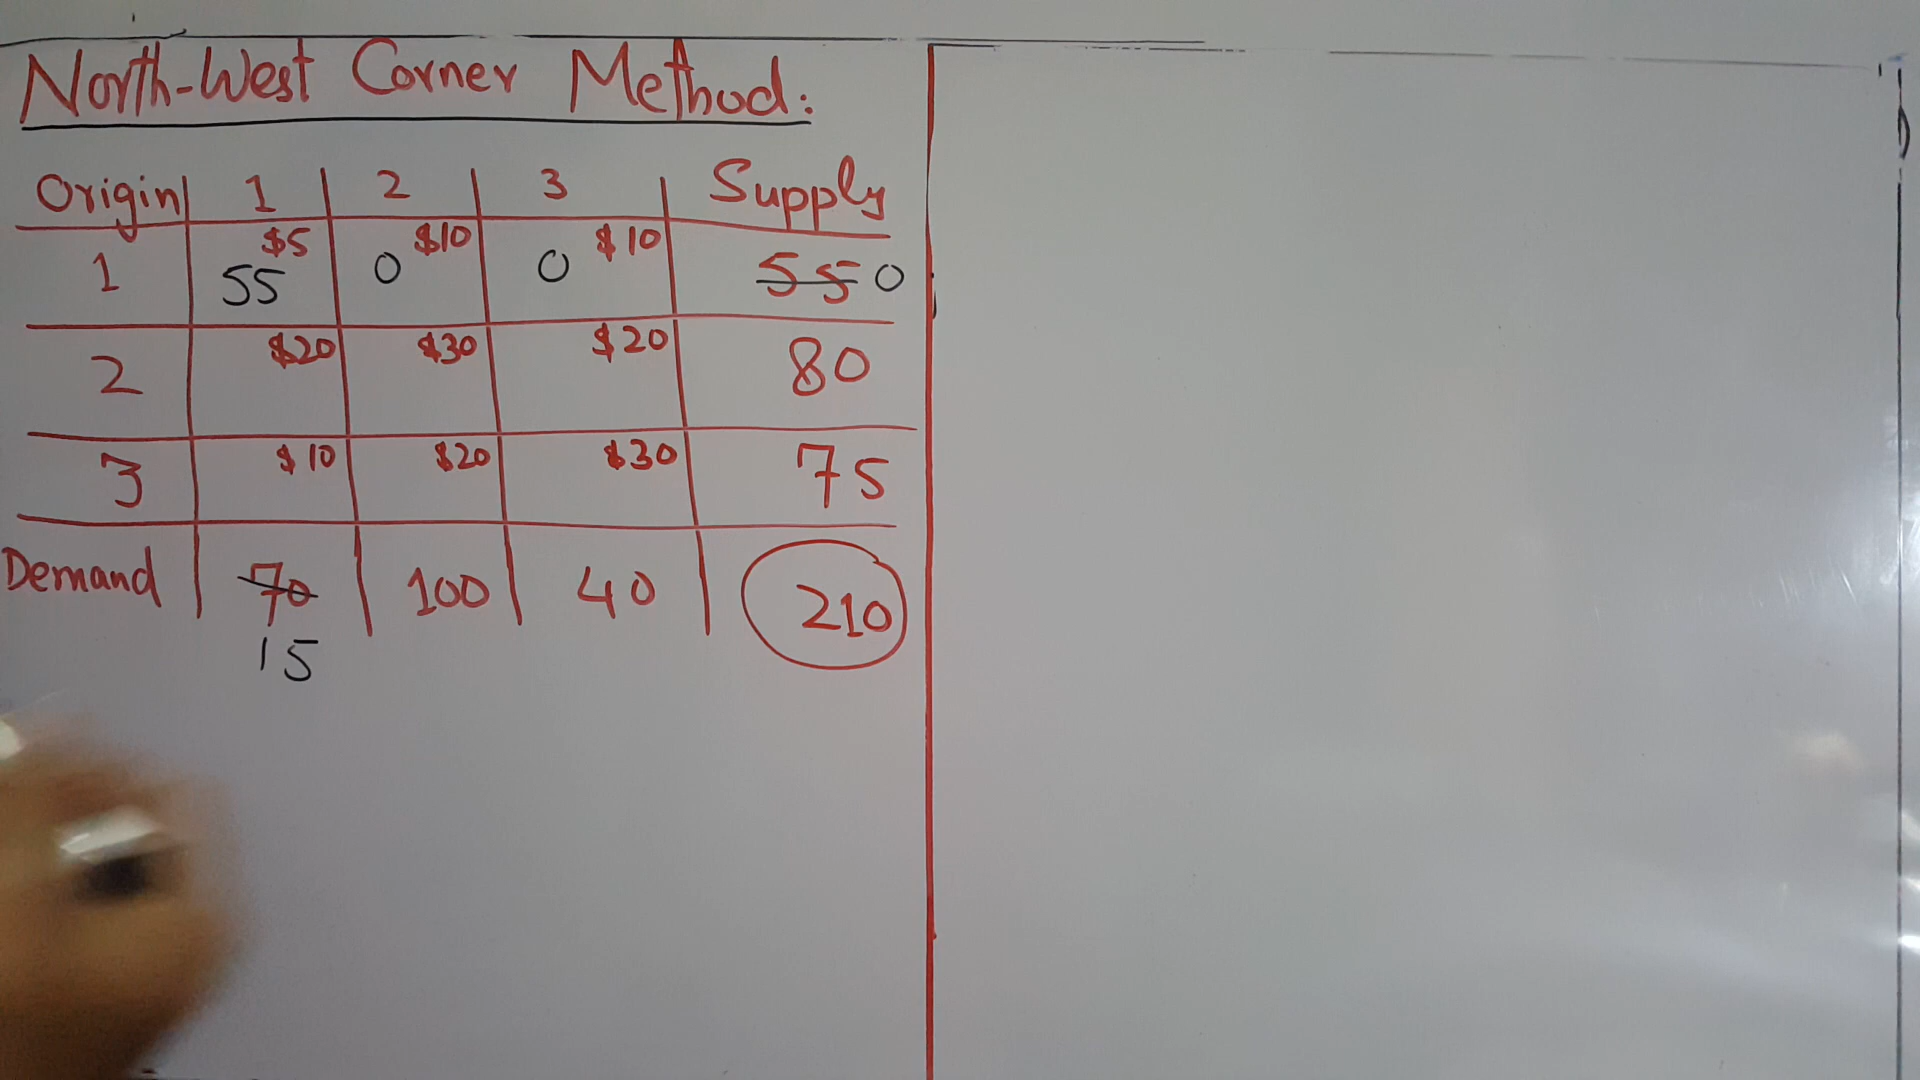 North-West Corner Method:
Origin 1 2 3 Supply
$5 $10 $10
1 55 0 0 55 0
$20 $30 $20
2 80
$10 $20 $30
3 75
Demand 70 100 40 210
15